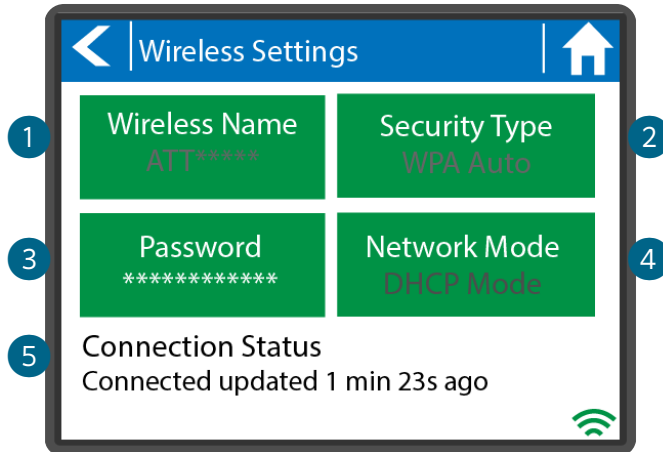 Wireless Settings
1
Wireless Name
ATT*****
Security Type
WPA Auto
2
3
Password
************
Network Mode
DHCP Mode
4
5
Connection Status
Connected updated 1 min 23s ago